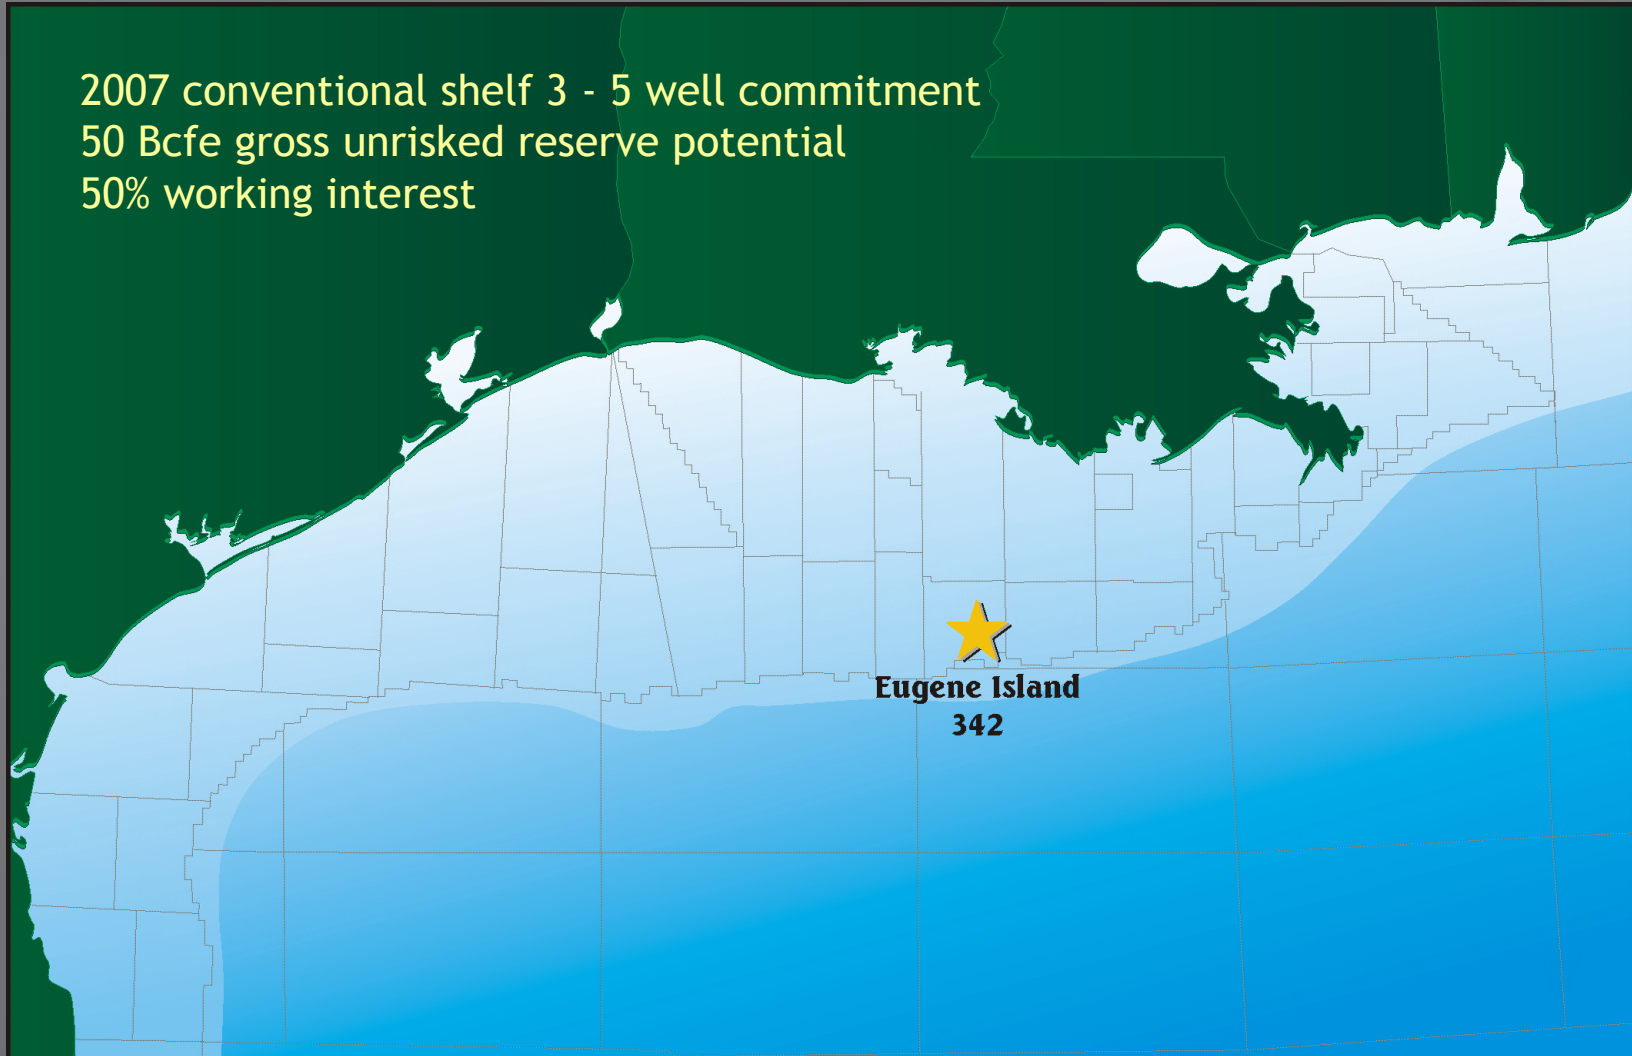 2007 conventional shelf 3 - 5 well commitment
50 Bcfe gross unrisked reserve potential
50% working interest
Eugene Island
342